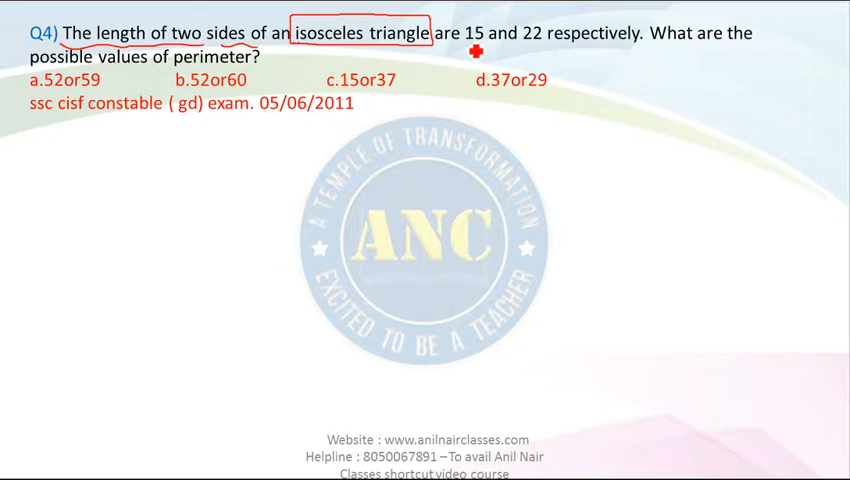 Q4) The length of two sides of an isosceles triangle are 15 and 22 respectively. What are the
possible values of perimeter?
a.52or59 b.52or60 c.15or37 d.37or29
ssc cisf constable ( gd) exam. 05/06/2011
A TEMPLE OF TRANSFORMATION
ANC
EXCITED TO BE A TEACHER
Website : www.anilnairclasses.com
Helpline : 8050067891 – To avail Anil Nair
Classes shortcut video course